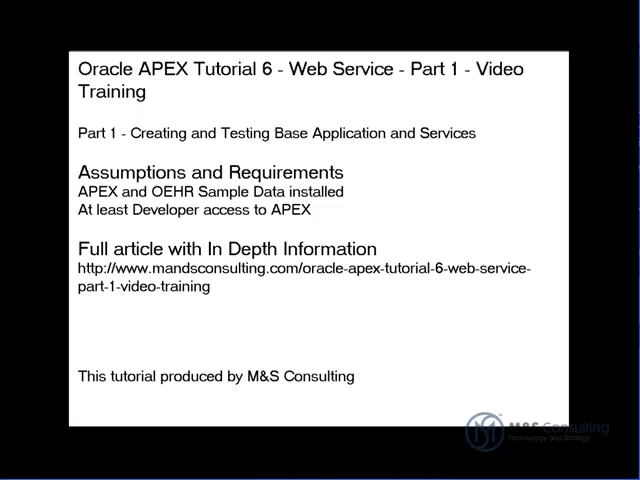 Oracle APEX Tutorial 6 - Web Service - Part 1 - Video
Training
Part 1 - Creating and Testing Base Application and Services
Assumptions and Requirements
APEX and OEHR Sample Data installed
At least Developer access to APEX
Full article with In Depth Information
http://www.mandsconsulting.com/oracle-apex-tutorial-6-web-service-
part-1-video-training
This tutorial produced by M&S Consulting
M&S Consulting
Technology and Strategy